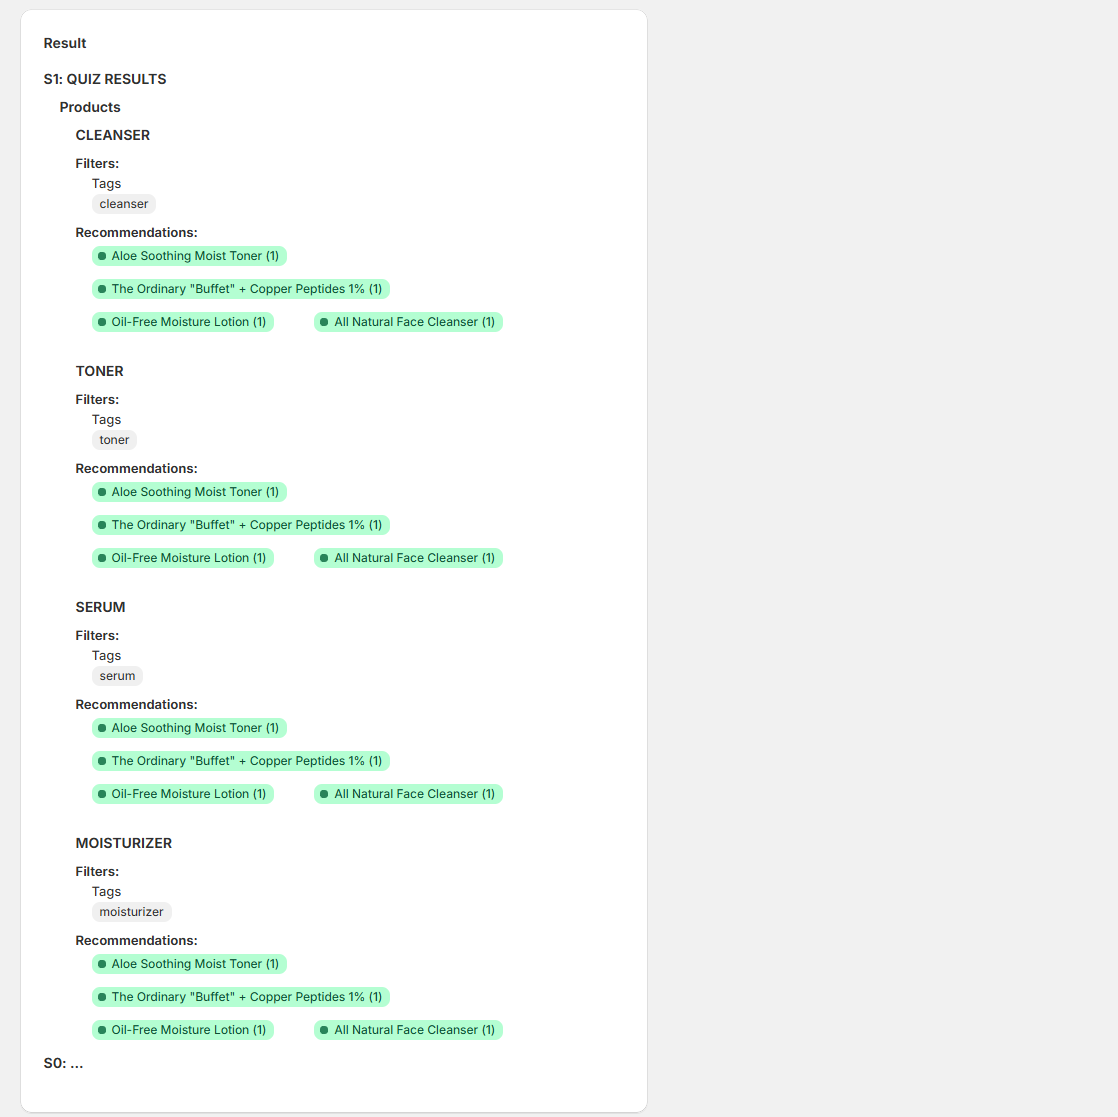 Result
S1: QUIZ RESULTS
Products
CLEANSER
Filters:
Tags
cleanser
Recommendations:
Aloe Soothing Moist Toner (1)
The Ordinary "Buffet" + Copper Peptides 1% (1)
Oil-Free Moisture Lotion (1) All Natural Face Cleanser (1)
TONER
Filters:
Tags
toner
Recommendations:
Aloe Soothing Moist Toner (1)
The Ordinary "Buffet" + Copper Peptides 1% (1)
Oil-Free Moisture Lotion (1) All Natural Face Cleanser (1)
SERUM
Filters:
Tags
serum
Recommendations:
Aloe Soothing Moist Toner (1)
The Ordinary "Buffet" + Copper Peptides 1% (1)
Oil-Free Moisture Lotion (1) All Natural Face Cleanser (1)
MOISTURIZER
Filters:
Tags
moisturizer
Recommendations:
Aloe Soothing Moist Toner (1)
The Ordinary "Buffet" + Copper Peptides 1% (1)
Oil-Free Moisture Lotion (1) All Natural Face Cleanser (1)
S0: ...